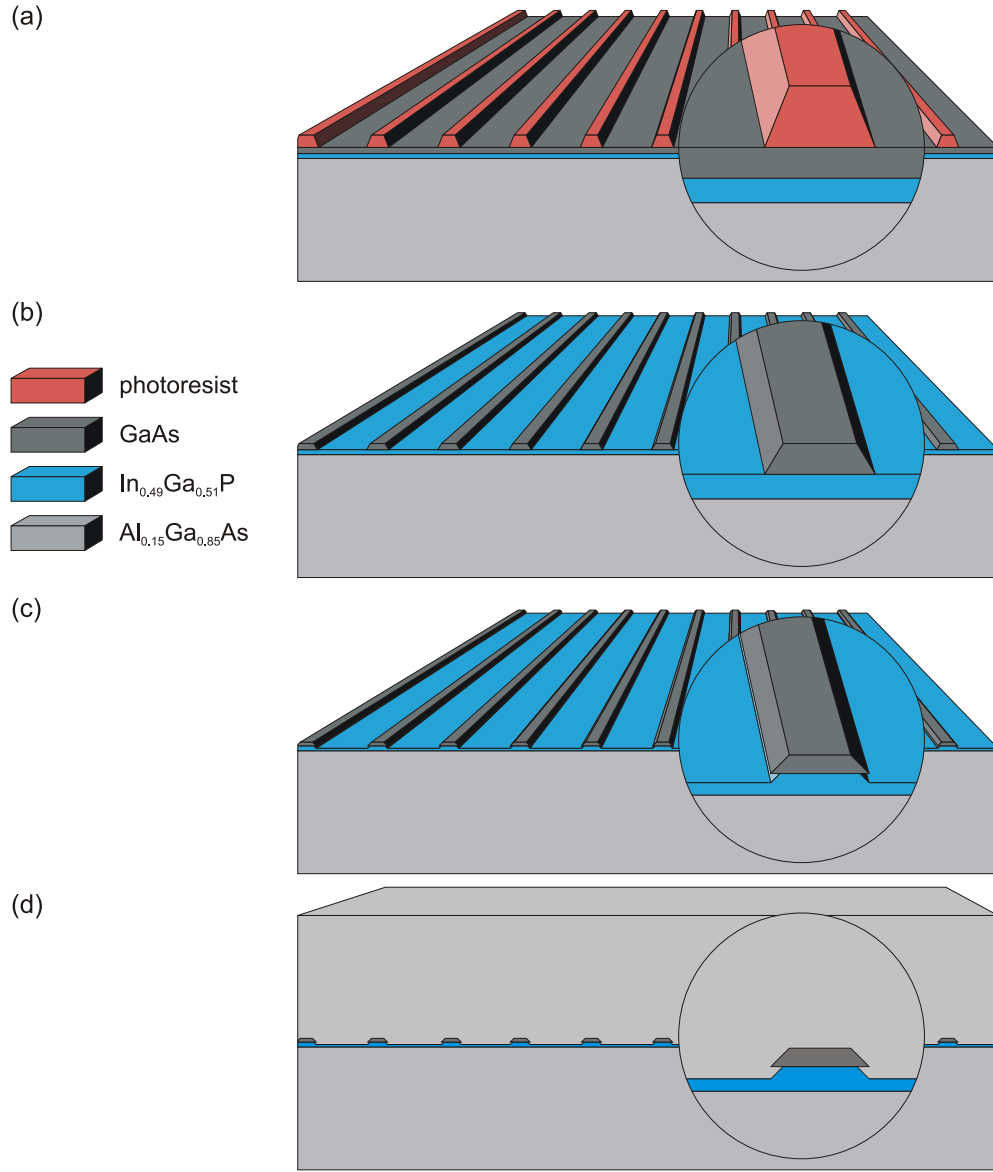 (a)
(b)
photoresist
GaAs
In₀.₄₉Ga₀.₅₁P
Al₀.₁₅Ga₀.₈₅As
(c)
(d)